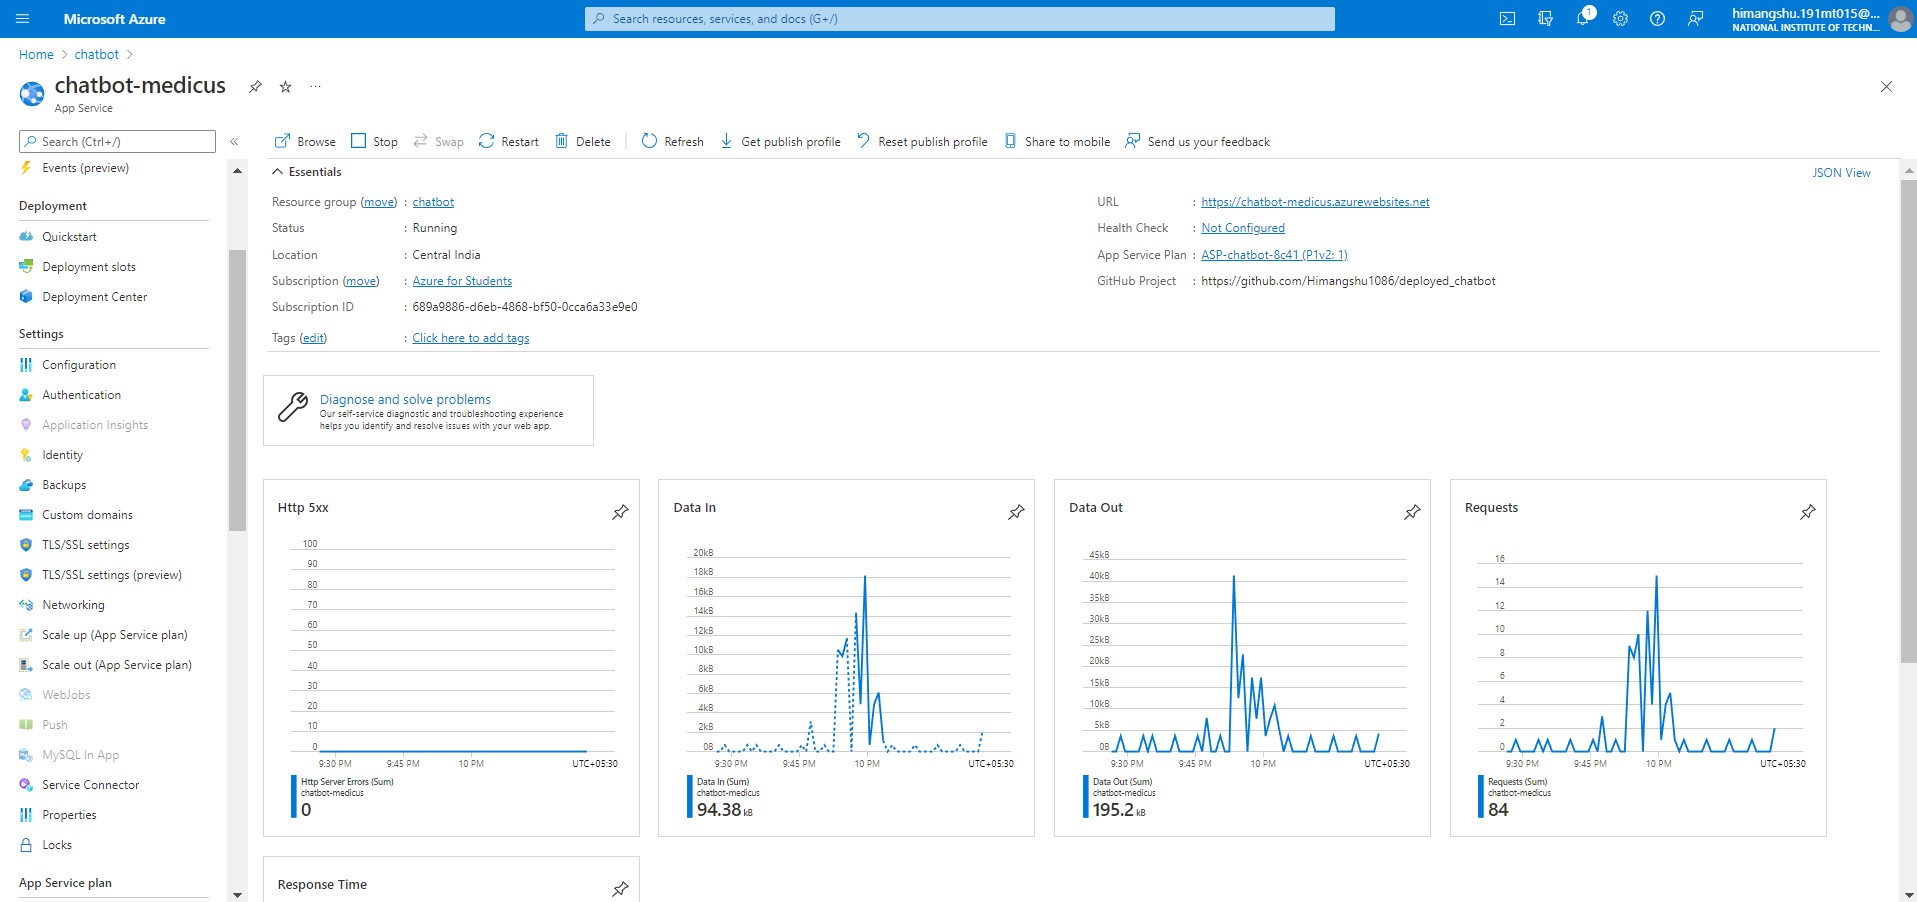 Microsoft Azure
Search resources, services, and docs (G+/)
1
himangshu.191mt015@...
NATIONAL INSTITUTE OF TECHN...
Home > chatbot >
chatbot-medicus
App Service
Search (Ctrl+/)
Browse Stop Swap Restart Delete Refresh Get publish profile Reset publish profile Share to mobile Send us your feedback
Events (preview)
Deployment
Quickstart
Deployment slots
Deployment Center
Settings
Configuration
Authentication
Application Insights
Identity
Backups
Custom domains
TLS/SSL settings
TLS/SSL settings (preview)
Networking
Scale up (App Service plan)
Scale out (App Service plan)
WebJobs
Push
MySQL In App
Service Connector
Properties
Locks
App Service plan
Essentials
JSON View
Resource group (move) : chatbot
Status : Running
Location : Central India
Subscription (move) : Azure for Students
Subscription ID : 689a9886-d6eb-4868-bf50-0cca6a33e9e0
Tags (edit) : Click here to add tags
URL : https://chatbot-medicus.azurewebsites.net
Health Check : Not Configured
App Service Plan : ASP-chatbot-8c41 (P1v2: 1)
GitHub Project : https://github.com/Himangshu1086/deployed_chatbot
Diagnose and solve problems
Our self-service diagnostic and troubleshooting experience
helps you identify and resolve issues with your web app.
Http 5xx
100
90
80
70
60
50
40
30
20
10
0
9:30 PM 9:45 PM 10 PM UTC+05:30
Http Server Errors (Sum)
chatbot-medicus
0
Data In
20kB
18kB
16kB
14kB
12kB
10kB
8kB
6kB
4kB
2kB
0B
9:30 PM 9:45 PM 10 PM UTC+05:30
Data In (Sum)
chatbot-medicus
94.38 kB
Data Out
45kB
40kB
35kB
30kB
25kB
20kB
15kB
10kB
5kB
0B
9:30 PM 9:45 PM 10 PM UTC+05:30
Data Out (Sum)
chatbot-medicus
195.2 kB
Requests
16
14
12
10
8
6
4
2
0
9:30 PM 9:45 PM 10 PM UTC+05:30
Requests (Sum)
chatbot-medicus
84
Response Time